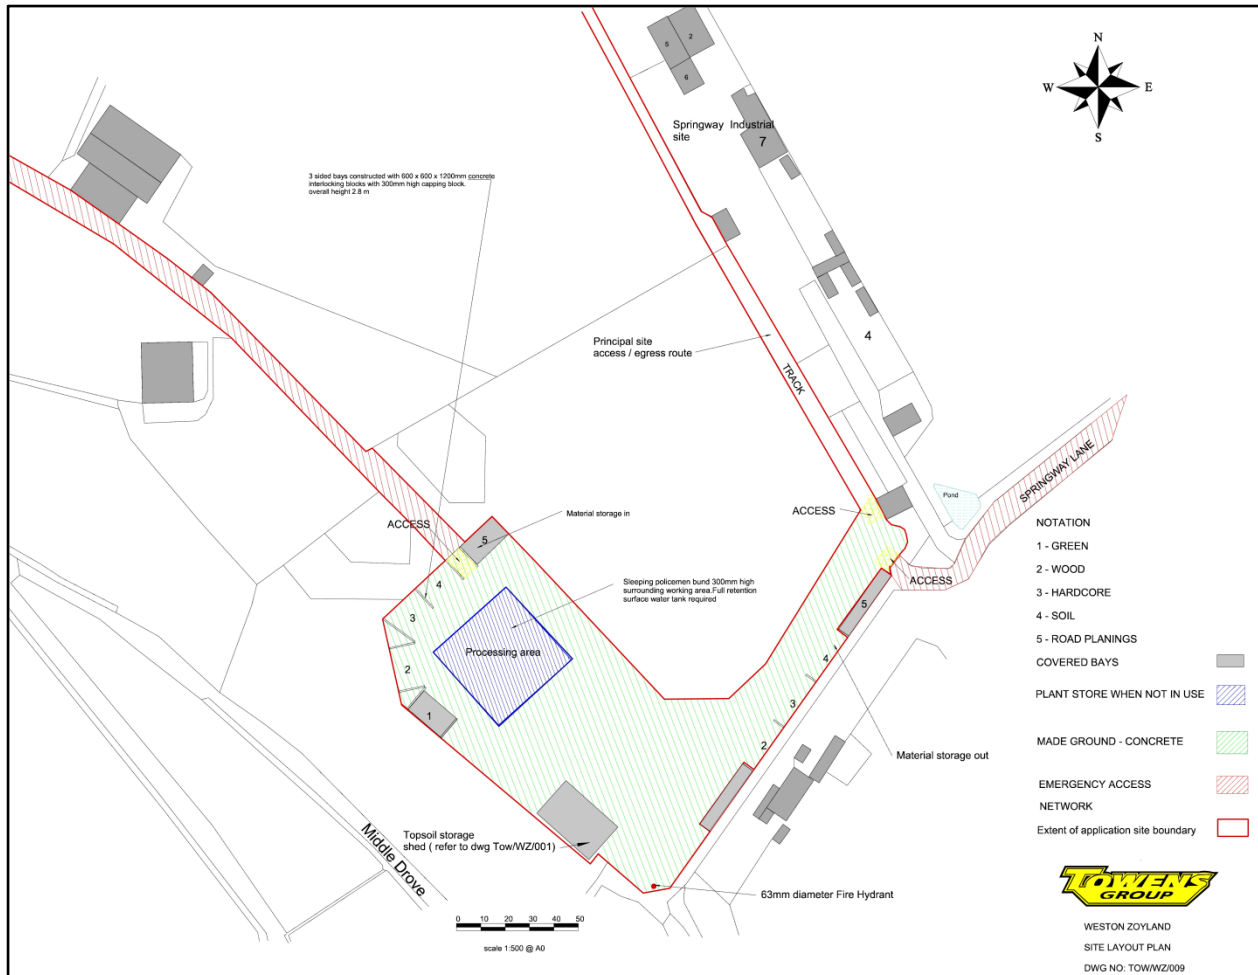 5
2
6
Springway Industrial
site
7
N
W
E
S
3 sided bays constructed with 600 x 600 x 1200mm concrete
interlocking blocks with 300mm high capping block.
overall height 2.8 m
Principal site
access / egress route
TRACK
4
SPRINGWAY LANE
Pond
ACCESS
ACCESS
ACCESS
Material storage in
5
4
3
2
1
Sleeping policemen bund 300mm high
surrounding working area.Full retention
surface water tank required
Processing area
5
4
3
2
Material storage out
Topsoil storage
shed ( refer to dwg Tow/WZ/001)
Middle Drove
63mm diameter Fire Hydrant
0 10 20 30 40 50
scale 1:500 @ A0
NOTATION
1 - GREEN
2 - WOOD
3 - HARDCORE
4 - SOIL
5 - ROAD PLANINGS
COVERED BAYS
PLANT STORE WHEN NOT IN USE
MADE GROUND - CONCRETE
EMERGENCY ACCESS
NETWORK
Extent of application site boundary
TOWENS
GROUP
WESTON ZOYLAND
SITE LAYOUT PLAN
DWG NO: TOW/WZ/009